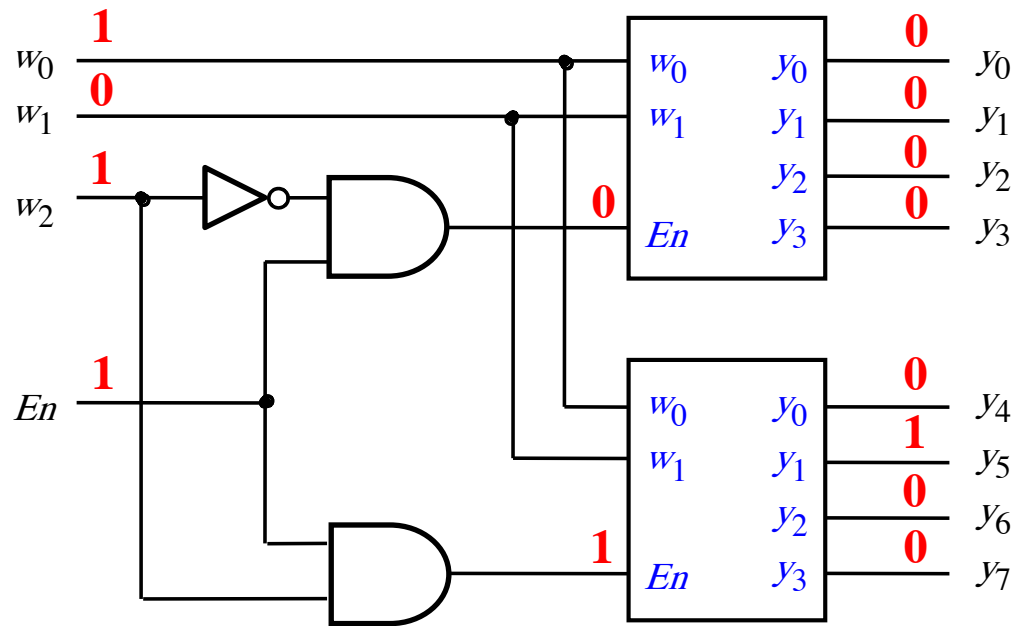 1 0
w0 w0 y0 y0
0 0
w1 w1 y1 y1
1 0
w2 y2 y2
0 0
En y3 y3
1 0
En w0 y0 y4
1
w1 y1 y5
0
y2 y6
1 0
En y3 y7